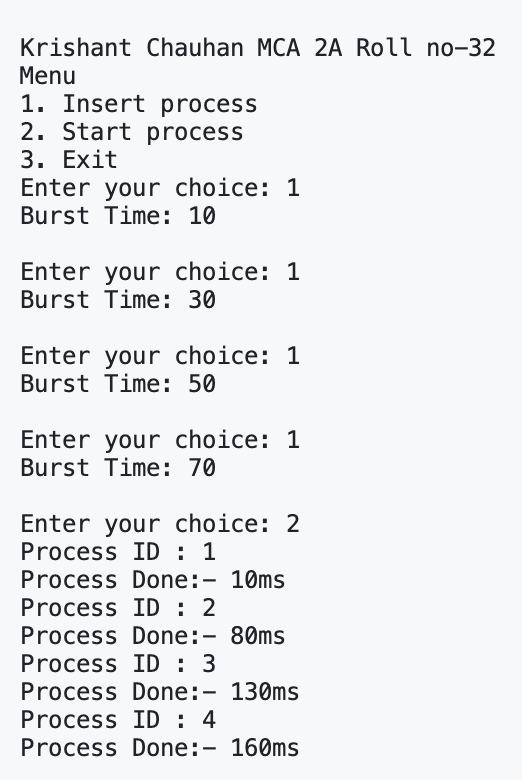 Krishant Chauhan MCA 2A Roll no-32
Menu
1. Insert process
2. Start process
3. Exit
Enter your choice: 1
Burst Time: 10
Enter your choice: 1
Burst Time: 30
Enter your choice: 1
Burst Time: 50
Enter your choice: 1
Burst Time: 70
Enter your choice: 2
Process ID : 1
Process Done:- 10ms
Process ID : 2
Process Done:- 80ms
Process ID : 3
Process Done:- 130ms
Process ID : 4
Process Done:- 160ms